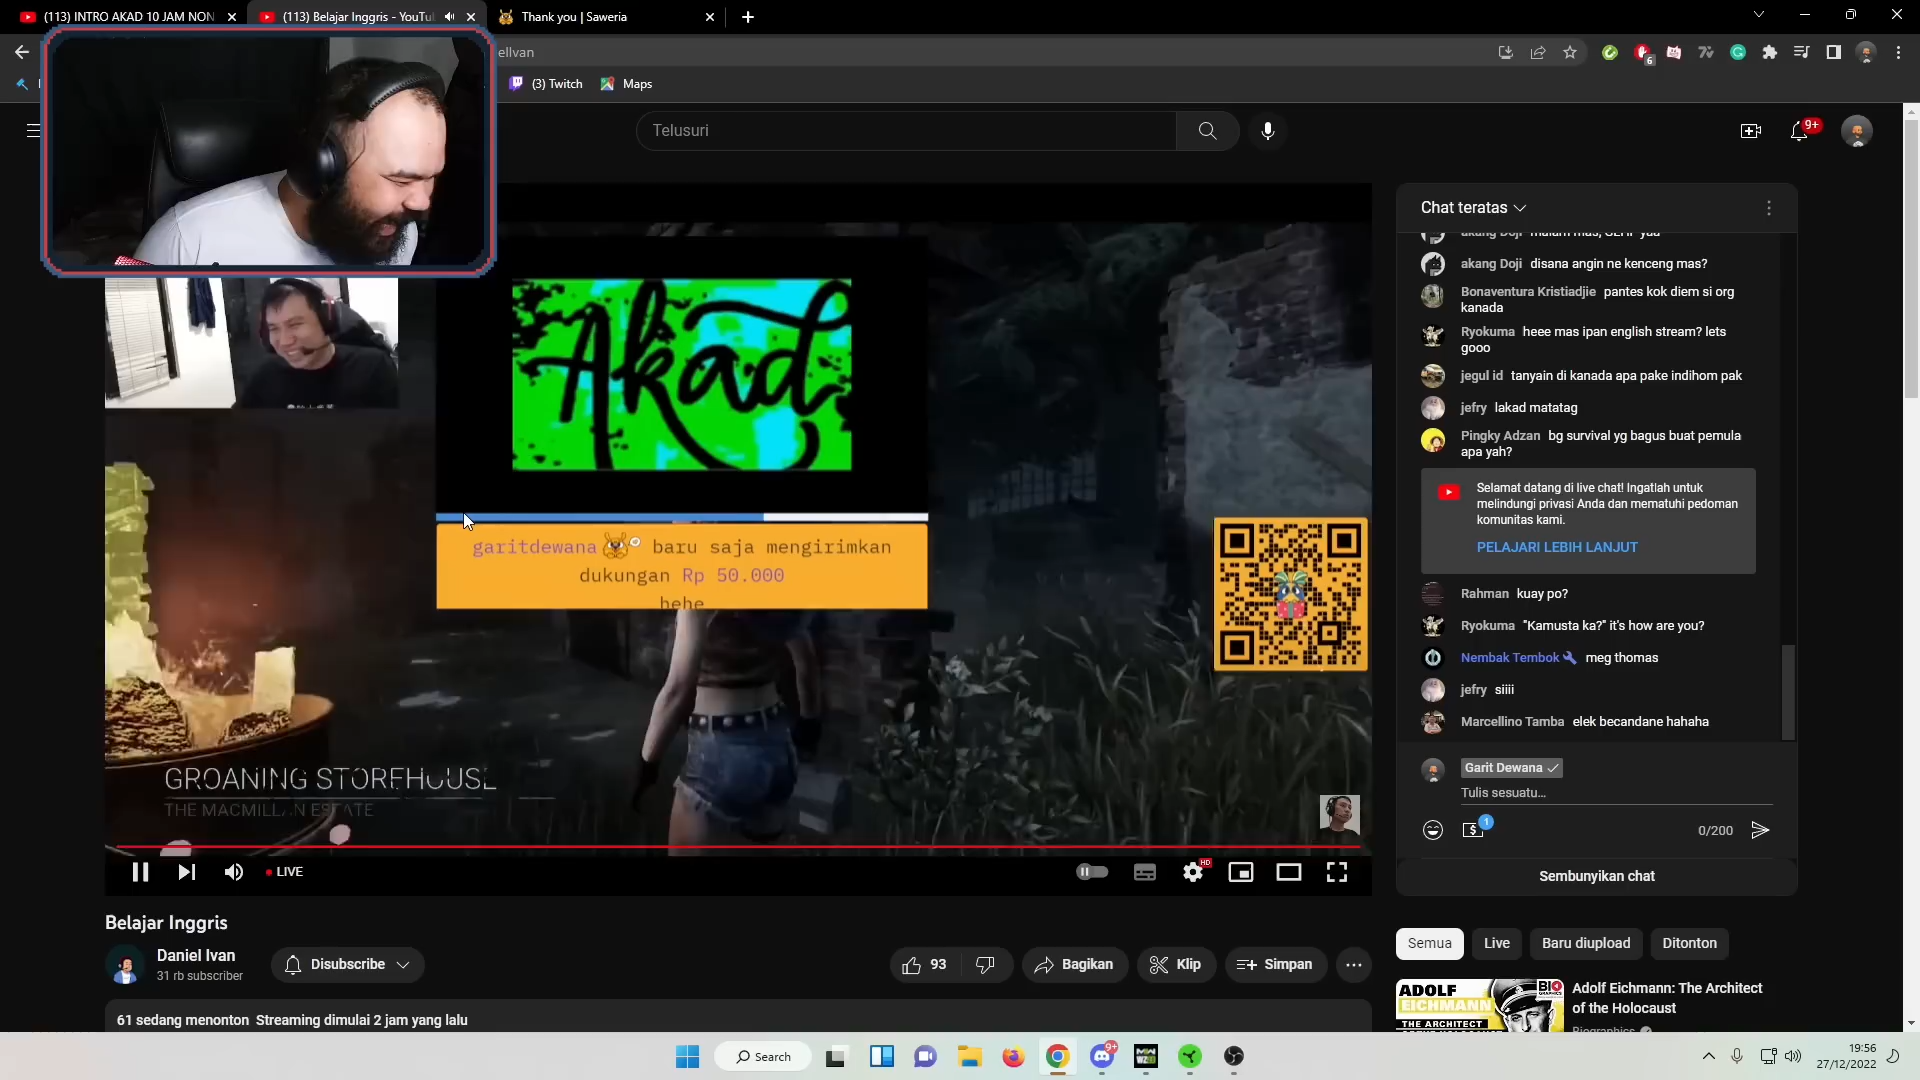 (113) INTRO AKAD 10 JAM NON
(113) Belajar Inggris - YouTu
Thank you | Saweria
ellvan
6
(3) Twitch
Maps
Telusuri
9+
Akad
garitdewana baru saja mengirimkan
dukungan Rp 50.000
hehe
GROANING STOREHOUSE
THE MACMILLAN ESTATE
LIVE
HD
Chat teratas
akang Doji disana angin ne kenceng mas?
Bonaventura Kristiadjie pantes kok diem si org
kanada
Ryokuma heee mas ipan english stream? lets
gooo
jegul id tanyain di kanada apa pake indihom pak
jefry lakad matatag
Pingky Adzan bg survival yg bagus buat pemula
apa yah?
Selamat datang di live chat! Ingatlah untuk
melindungi privasi Anda dan mematuhi pedoman
komunitas kami.
PELAJARI LEBIH LANJUT
Rahman kuay po?
Ryokuma "Kamusta ka?" it's how are you?
Nembak Tembok meg thomas
jefry siiii
Marcellino Tamba elek becandane hahaha
Garit Dewana
Tulis sesuatu...
1
0/200
Sembunyikan chat
Belajar Inggris
Daniel Ivan
31 rb subscriber
Disubscribe
93
Bagikan
Klip
Simpan
61 sedang menonton Streaming dimulai 2 jam yang lalu
Semua
Live
Baru diupload
Ditonton
ADOLF
EICHMANN
THE ARCHITECT
Adolf Eichmann: The Architect
of the Holocaust
Biographics
Search
9+
19:56
27/12/2022